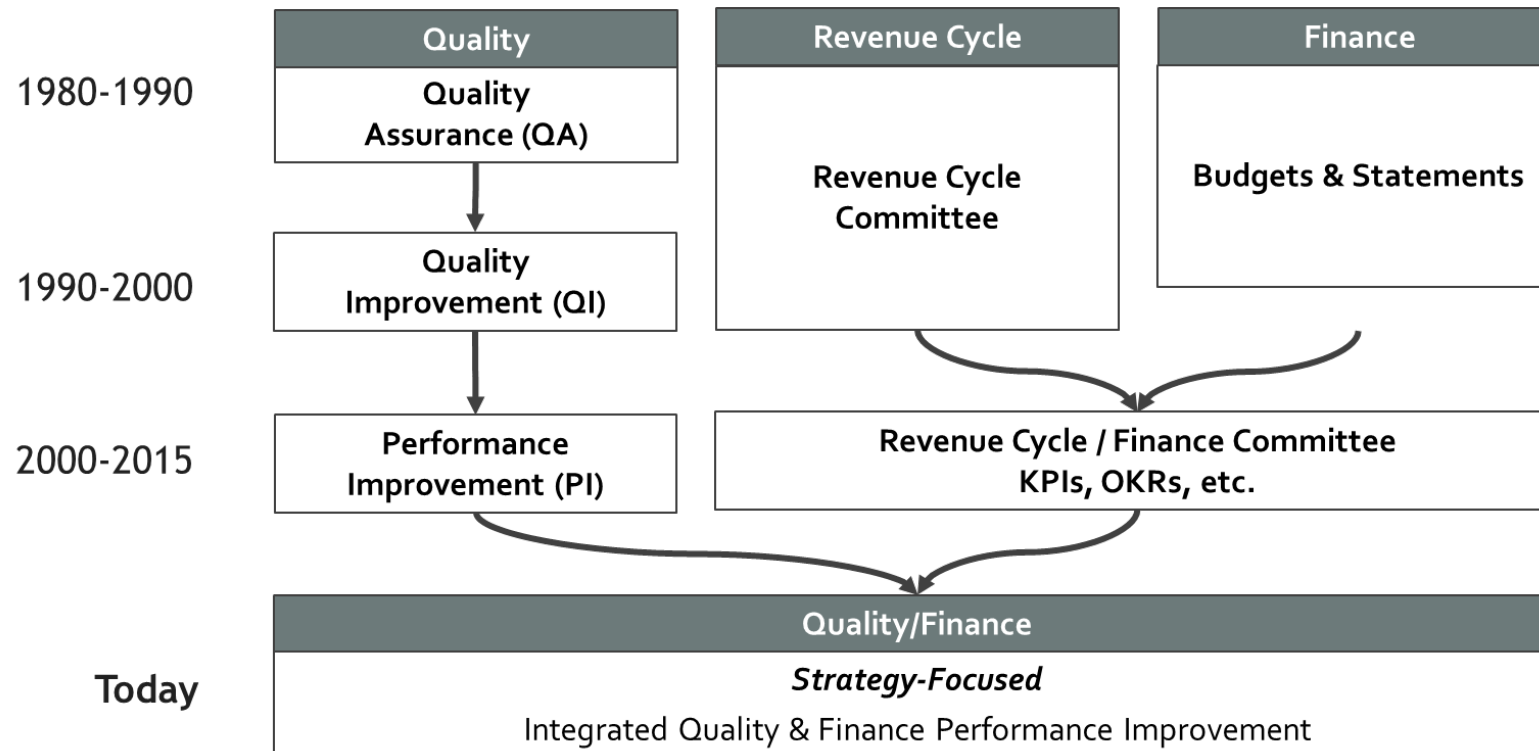 Quality
Revenue Cycle
Finance
1980-1990
Quality
Assurance (QA)
Revenue Cycle
Committee
Budgets & Statements
1990-2000
Quality
Improvement (QI)
2000-2015
Performance
Improvement (PI)
Revenue Cycle / Finance Committee
KPIs, OKRs, etc.
Quality/Finance
Today
Strategy-Focused
Integrated Quality & Finance Performance Improvement